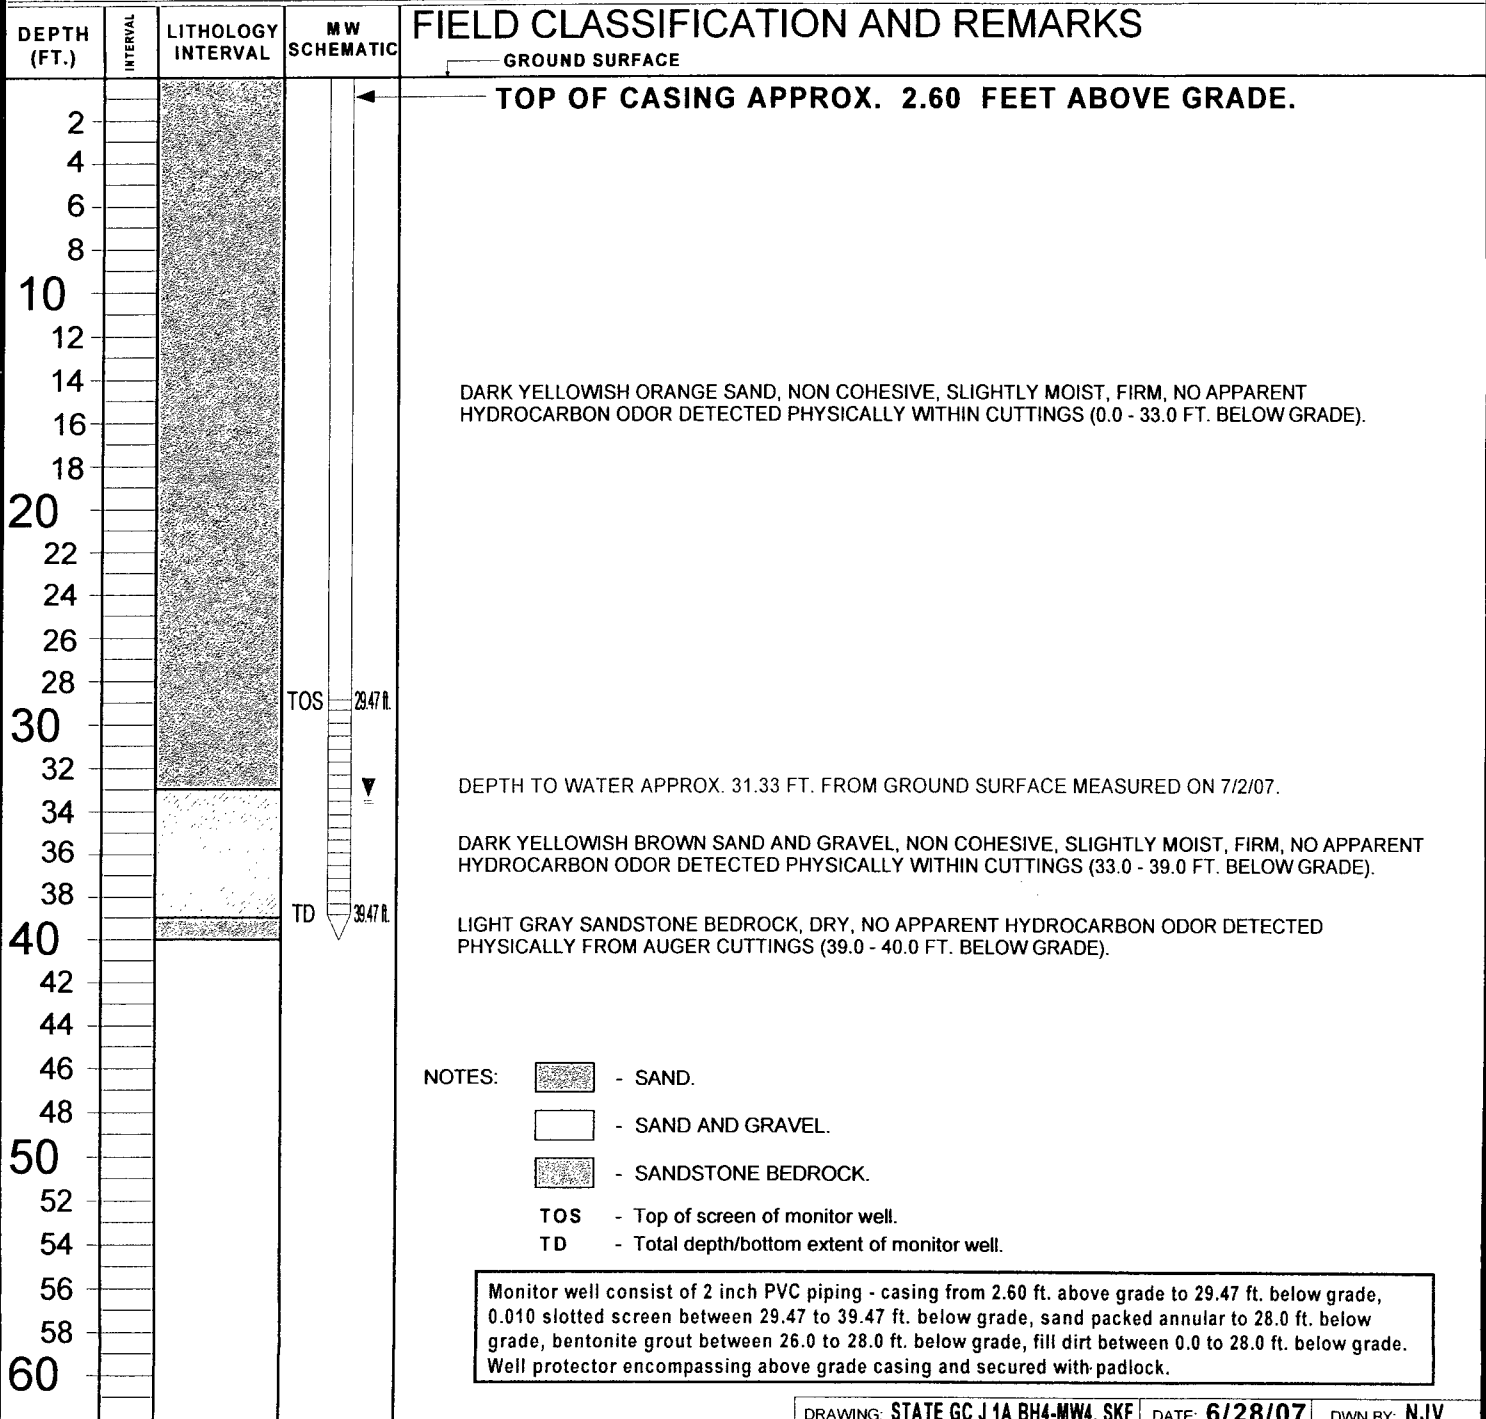 DEPTH (FT.)
INTERVAL
LITHOLOGY INTERVAL
MW SCHEMATIC
FIELD CLASSIFICATION AND REMARKS
GROUND SURFACE
TOP OF CASING APPROX. 2.60 FEET ABOVE GRADE.
2
4
6
8
10
12
14
DARK YELLOWISH ORANGE SAND, NON COHESIVE, SLIGHTLY MOIST, FIRM, NO APPARENT
HYDROCARBON ODOR DETECTED PHYSICALLY WITHIN CUTTINGS (0.0 - 33.0 FT. BELOW GRADE).
16
18
20
22
24
26
28
TOS 29.47 ft.
30
32
DEPTH TO WATER APPROX. 31.33 FT. FROM GROUND SURFACE MEASURED ON 7/2/07.
34
36
DARK YELLOWISH BROWN SAND AND GRAVEL, NON COHESIVE, SLIGHTLY MOIST, FIRM, NO APPARENT
HYDROCARBON ODOR DETECTED PHYSICALLY WITHIN CUTTINGS (33.0 - 39.0 FT. BELOW GRADE).
38
TD 39.47 ft.
40
LIGHT GRAY SANDSTONE BEDROCK, DRY, NO APPARENT HYDROCARBON ODOR DETECTED
PHYSICALLY FROM AUGER CUTTINGS (39.0 - 40.0 FT. BELOW GRADE).
42
44
46
48
50
52
54
56
58
60
NOTES: - SAND.
- SAND AND GRAVEL.
- SANDSTONE BEDROCK.
TOS - Top of screen of monitor well.
TD - Total depth/bottom extent of monitor well.
Monitor well consist of 2 inch PVC piping - casing from 2.60 ft. above grade to 29.47 ft. below grade,
0.010 slotted screen between 29.47 to 39.47 ft. below grade, sand packed annular to 28.0 ft. below
grade, bentonite grout between 26.0 to 28.0 ft. below grade, fill dirt between 0.0 to 28.0 ft. below grade.
Well protector encompassing above grade casing and secured with padlock.
DRAWING: STATE GC J 1A BH4-MW4. SKF DATE: 6/28/07 DWN BY: NJV